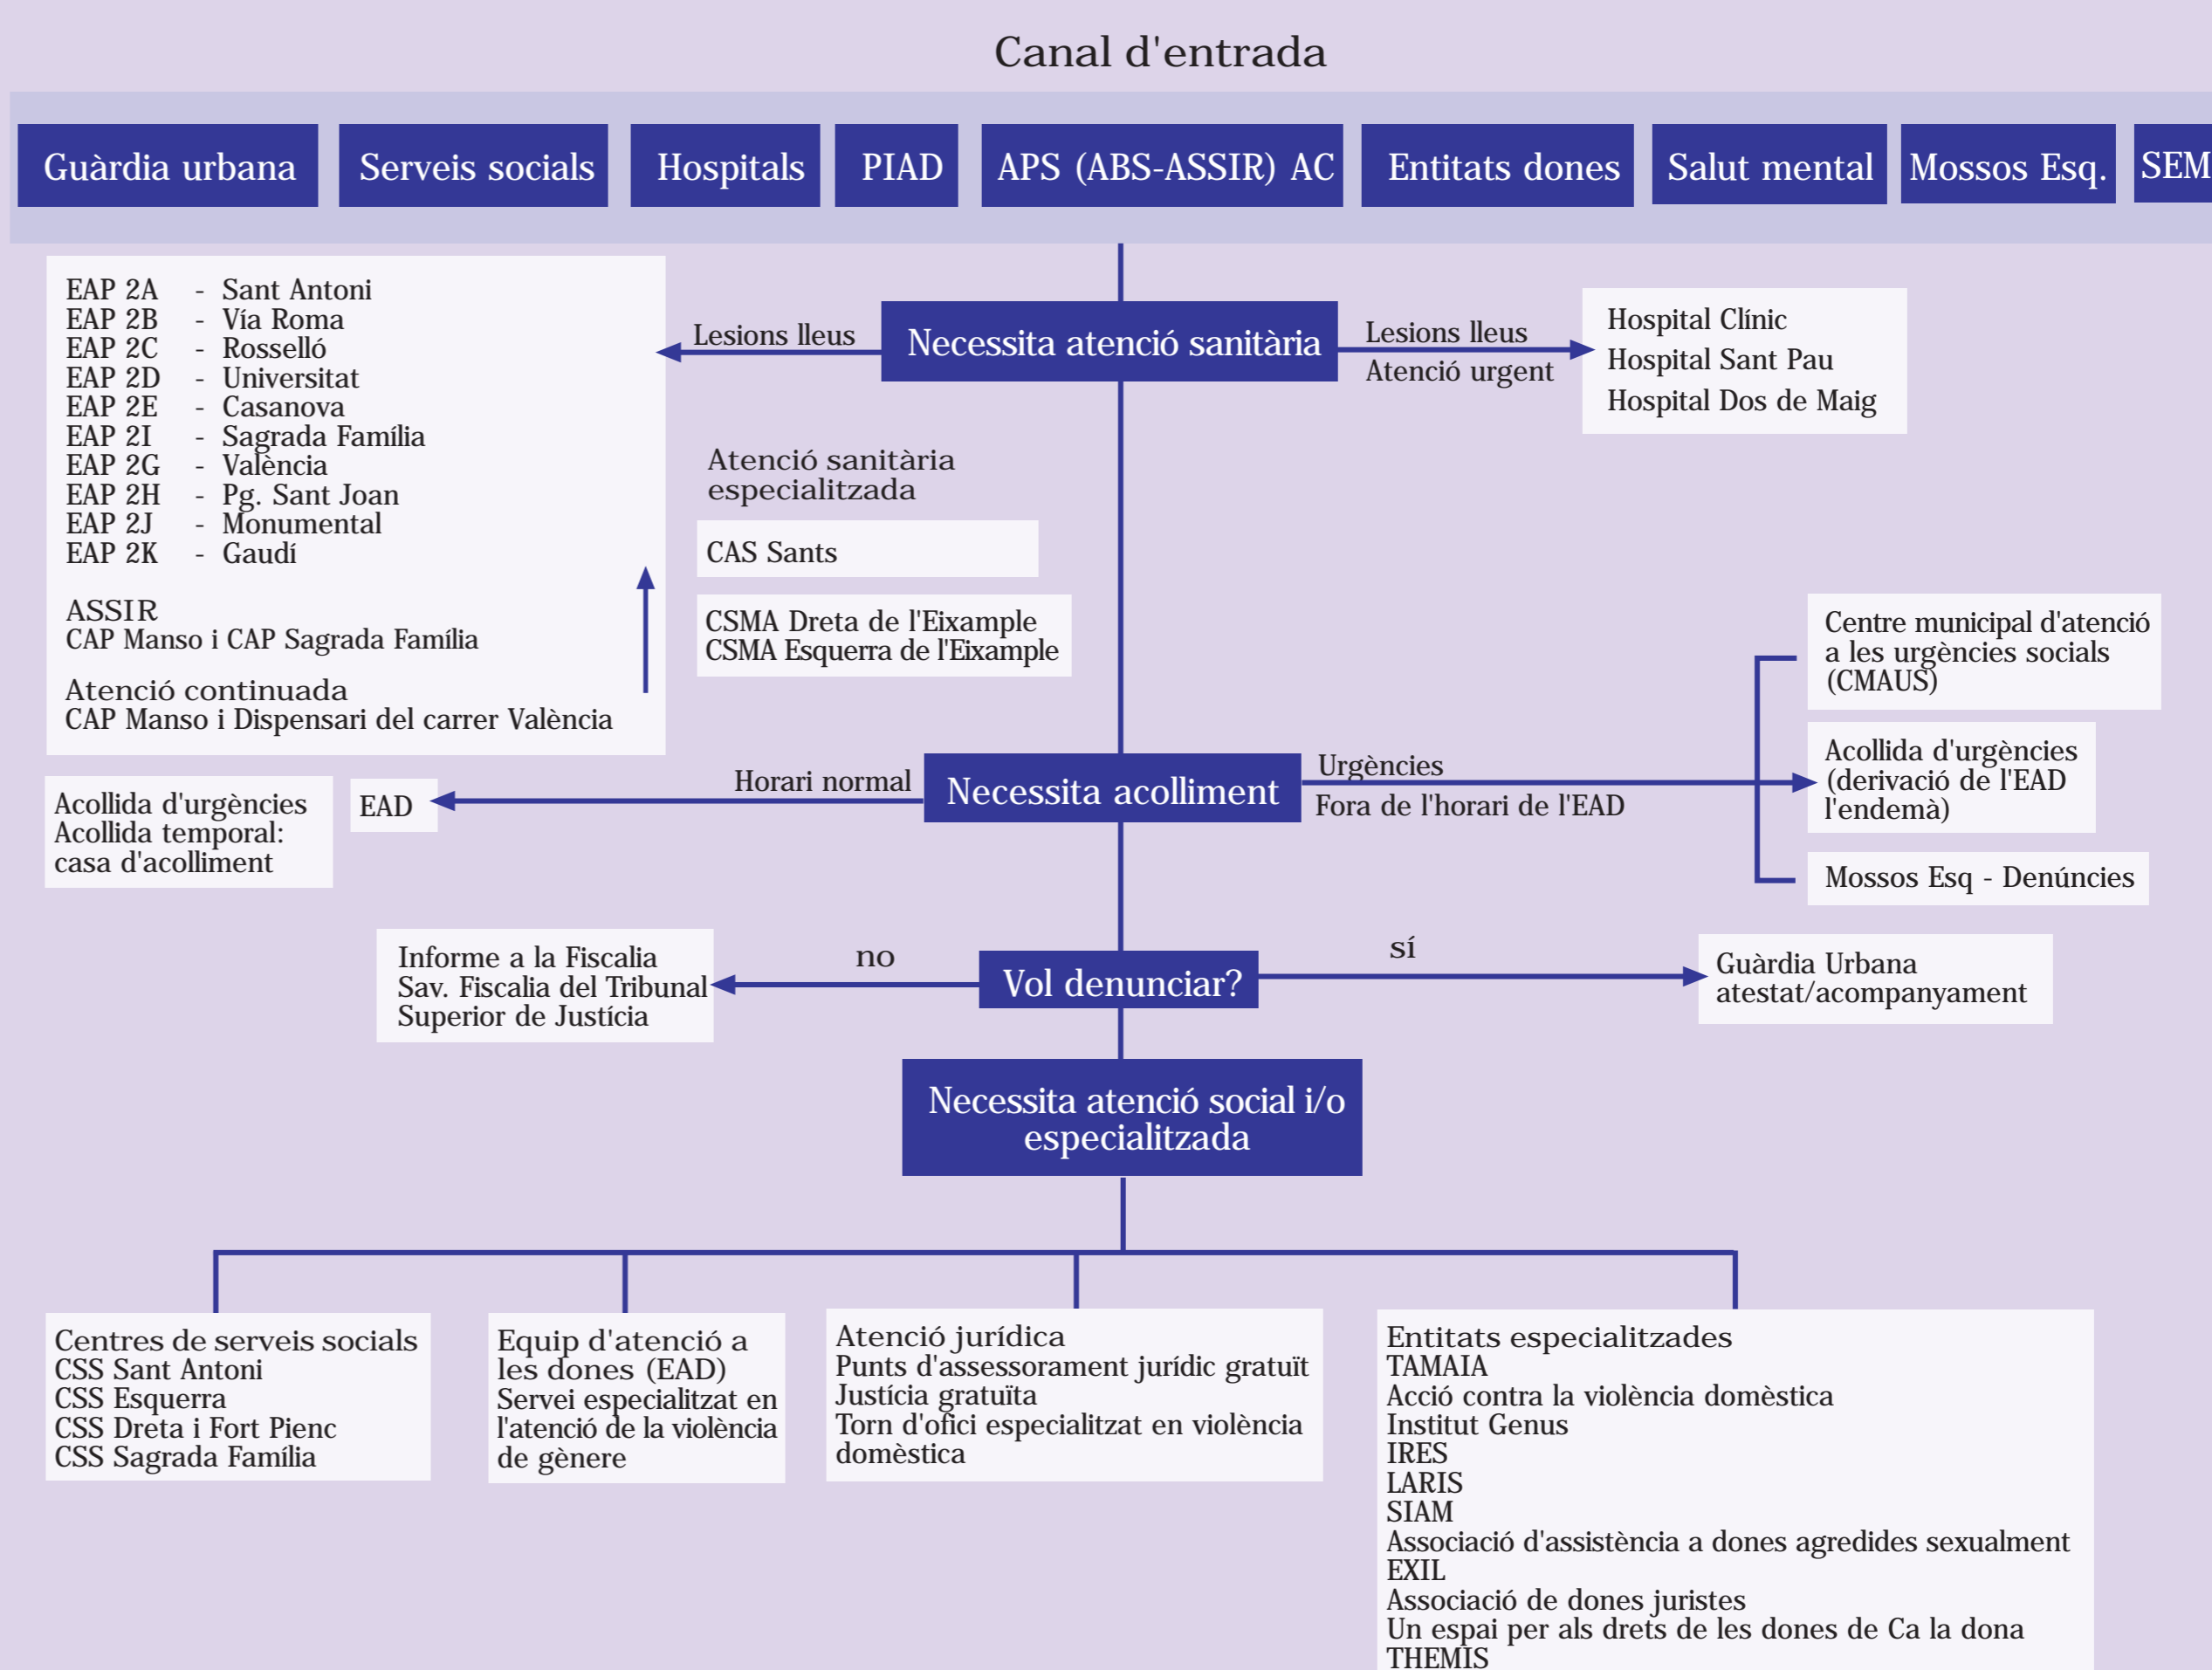 Canal d'entrada
Guàrdia urbana
Serveis socials
Hospitals
PIAD
APS (ABS-ASSIR) AC
Entitats dones
Salut mental
Mossos Esq.
SEM
EAP 2A - Sant Antoni
EAP 2B - Vía Roma
EAP 2C - Rosselló
EAP 2D - Universitat
EAP 2E - Casanova
EAP 2I - Sagrada Família
EAP 2G - València
EAP 2H - Pg. Sant Joan
EAP 2J - Monumental
EAP 2K - Gaudí
ASSIR
CAP Manso i CAP Sagrada Família
Atenció continuada
CAP Manso i Dispensari del carrer València
Lesions lleus
Necessita atenció sanitària
Lesions lleus
Atenció urgent
Hospital Clínic
Hospital Sant Pau
Hospital Dos de Maig
Atenció sanitària
especialitzada
CAS Sants
CSMA Dreta de l'Eixample
CSMA Esquerra de l'Eixample
Acollida d'urgències
Acollida temporal:
casa d'acolliment
EAD
Horari normal
Necessita acolliment
Urgències
Fora de l'horari de l'EAD
Centre municipal d'atenció
a les urgències socials
(CMAUS)
Acollida d'urgències
(derivació de l'EAD
l'endemà)
Mossos Esq - Denúncies
Informe a la Fiscalia
Sav. Fiscalia del Tribunal
Superior de Justícia
no
Vol denunciar?
sí
Guàrdia Urbana
atestat/acompanyament
Necessita atenció social i/o
especialitzada
Centres de serveis socials
CSS Sant Antoni
CSS Esquerra
CSS Dreta i Fort Pienc
CSS Sagrada Família
Equip d'atenció a
les dones (EAD)
Servei especialitzat en
l'atenció de la violència
de gènere
Atenció jurídica
Punts d'assessorament jurídic gratuït
Justícia gratuïta
Torn d'ofici especialitzat en violència
domèstica
Entitats especialitzades
TAMAIA
Acció contra la violència domèstica
Institut Genus
IRES
LARIS
SIAM
Associació d'assistència a dones agredides sexualment
EXIL
Associació de dones juristes
Un espai per als drets de les dones de Ca la dona
THEMIS